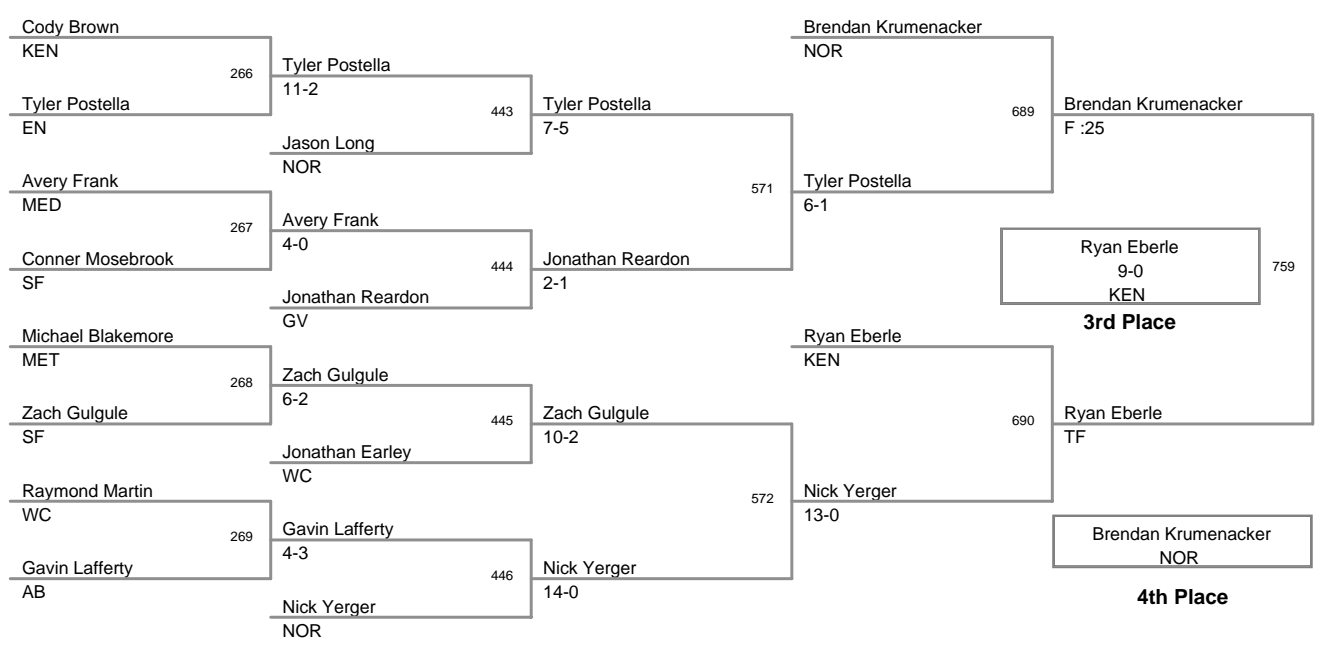 Cody Brown
KEN
266
Tyler Postella
EN
Avery Frank
MED
267
Conner Mosebrook
SF
Michael Blakemore
MET
268
Zach Gulgule
SF
Raymond Martin
WC
269
Gavin Lafferty
AB
Tyler Postella
11-2
443
Jason Long
NOR
Avery Frank
4-0
444
Jonathan Reardon
GV
Zach Gulgule
6-2
445
Jonathan Earley
WC
Gavin Lafferty
4-3
446
Nick Yerger
NOR
Tyler Postella
7-5
571
Jonathan Reardon
2-1
Zach Gulgule
10-2
572
Nick Yerger
14-0
Brendan Krumenacker
NOR
689
Tyler Postella
6-1
Ryan Eberle
KEN
690
Nick Yerger
13-0
Brendan Krumenacker
F :25
759
Ryan Eberle
TF
Ryan Eberle
9-0
KEN
3rd Place
Brendan Krumenacker
NOR
4th Place